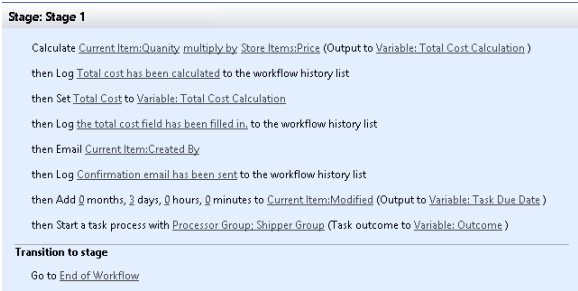 Stage: Stage 1
Calculate Current Item:Quanity multiply by Store Items:Price (Output to Variable: Total Cost Calculation )
then Log Total cost has been calculated to the workflow history list
then Set Total Cost to Variable: Total Cost Calculation
then Log the total cost field has been filled in. to the workflow history list
then Email Current Item:Created By
then Log Confirmation email has been sent to the workflow history list
then Add 0 months, 3 days, 0 hours, 0 minutes to Current Item:Modified (Output to Variable: Task Due Date )
then Start a task process with Processor Group; Shipper Group (Task outcome to Variable: Outcome )
Transition to stage
Go to End of Workflow